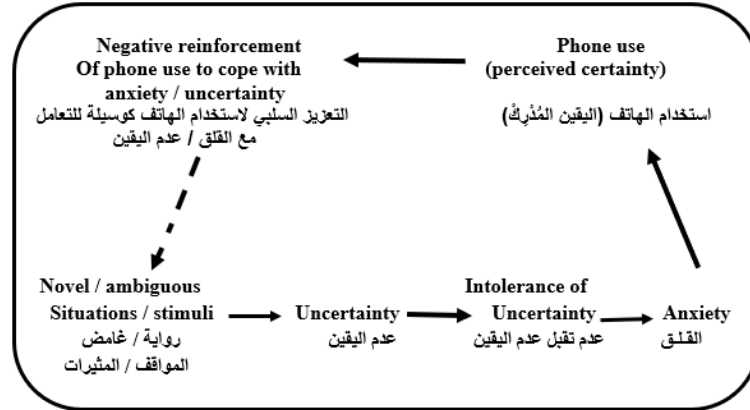 Negative reinforcement
Of phone use to cope with
anxiety / uncertainty
التعزيز السلبي لاستخدام الهاتف كوسيلة للتعامل
مع القلق / عدم اليقين
Phone use
(perceived certainty)
استخدام الهاتف (اليقين المُدْرِكْ)
Novel / ambiguous
Situations / stimuli
رواية / غامض
المواقف / المثيرات
Uncertainty
عدم اليقين
Intolerance of
Uncertainty
عدم تقبل عدم اليقين
Anxiety
القلـق